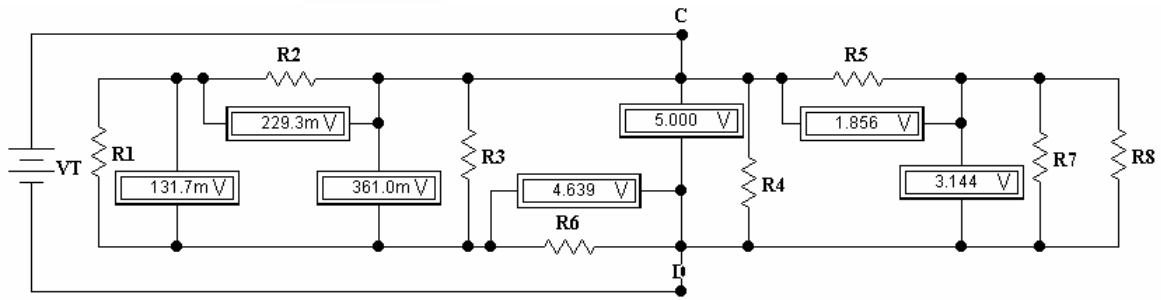 C
R2
R5
229.3m V
5.000 V
1.856 V
R1
VT
R3
R7
R8
131.7m V
361.0m V
4.639 V
R4
3.144 V
R6
D